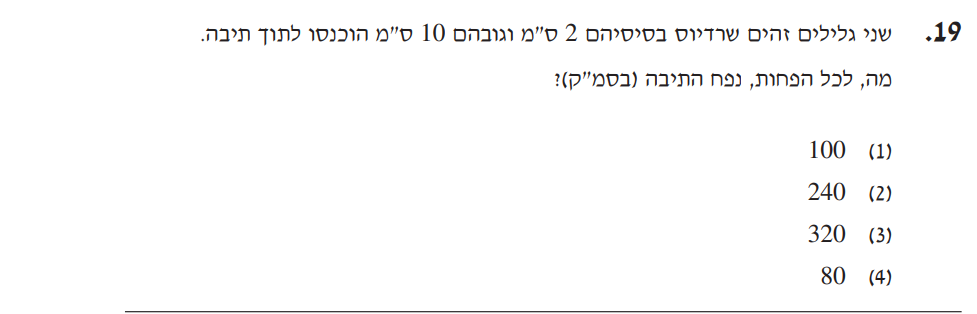 19. שני גלילים זהים שרדיוס בסיסיהם 2 ס"מ וגובהם 10 ס"מ הוכנסו לתוך תיבה.
מה, לכל הפחות, נפח התיבה (בסמ"ק)?
(1) 100
(2) 240
(3) 320
(4) 80